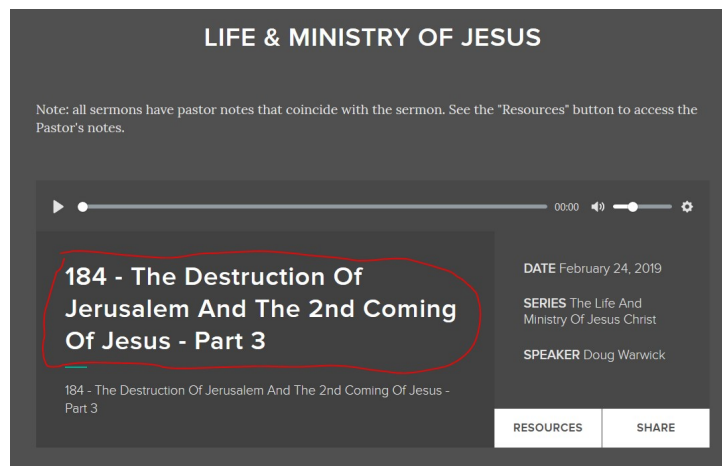 LIFE & MINISTRY OF JESUS
Note: all sermons have pastor notes that coincide with the sermon. See the "Resources" button to access the
Pastor's notes.
00:00
184 - The Destruction Of
Jerusalem And The 2nd Coming
Of Jesus - Part 3
184 - The Destruction Of Jerusalem And The 2nd Coming Of Jesus -
Part 3
DATE February 24, 2019
SERIES The Life And
Ministry Of Jesus Christ
SPEAKER Doug Warwick
RESOURCES
SHARE